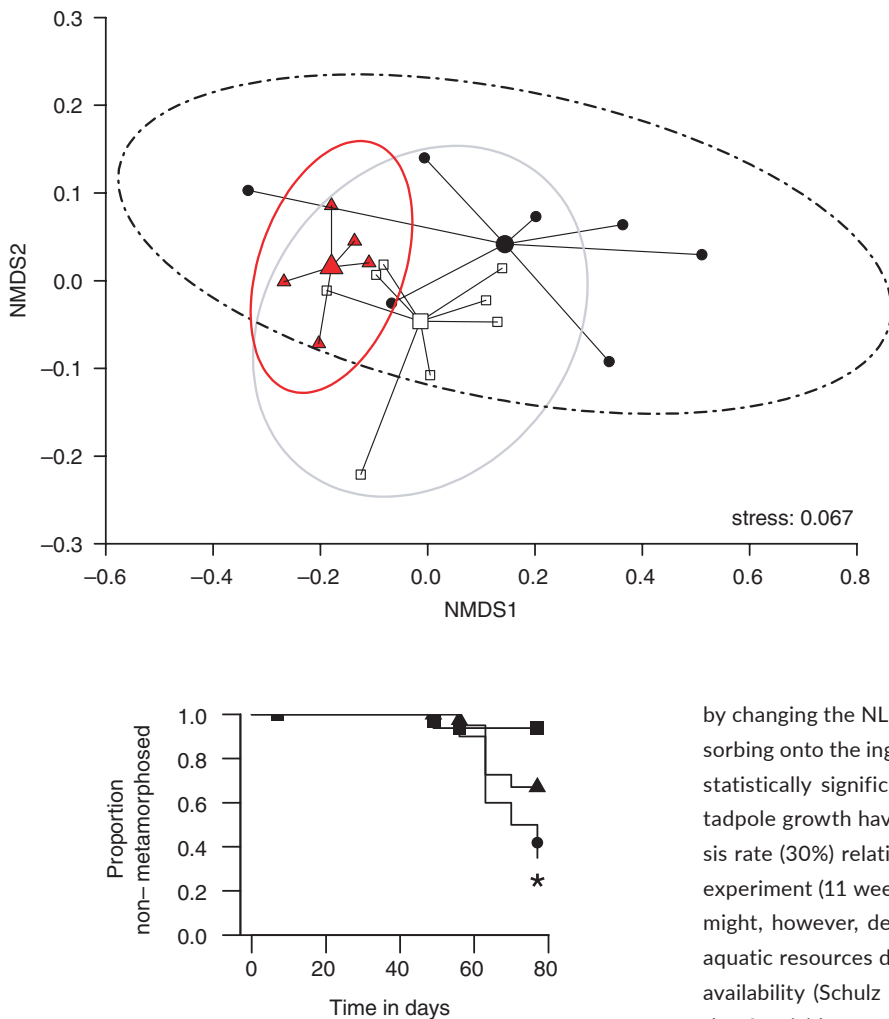 0.3
0.2
0.1
0.0
−0.1
−0.2
−0.3
NMDS2
stress: 0.067
−0.6
−0.4
−0.2
0.0
0.2
0.4
0.6
0.8
NMDS1
1.0
0.8
0.6
0.4
0.2
0.0
Proportion
non− metamorphosed
*
0
20
40
60
80
Time in days
by changing the NL
sorbing onto the ing
statistically signific
tadpole growth hav
sis rate (30%) relati
experiment (11 wee
might, however, de
aquatic resources d
availability (Schulz